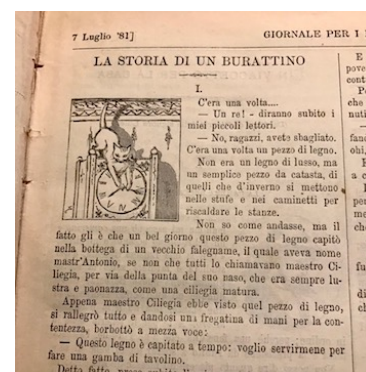 7 Luglio '81]
GIORNALE PER I
LA STORIA DI UN BURATTINO
I.
C'era una volta....
— Un re! - diranno subito i
miei piccoli lettori.
— No, ragazzi, avete sbagliato.
C'era una volta un pezzo di legno.
Non era un legno di lusso, ma
un semplice pezzo da catasta, di
quelli che d'inverno si mettono
nelle stufe e nei caminetti per
riscaldare le stanze.
Non so come andasse, ma il
fatto gli è che un bel giorno questo pezzo di legno capitò
nella bottega di un vecchio falegname, il quale aveva nome
mastr'Antonio, se non che tutti lo chiamavano maestro Ci-
liegia, per via della punta del suo naso, che era sempre lu-
stra e paonazza, come una ciliegia matura.
Appena maestro Ciliegia ebbe visto quel pezzo di legno,
si rallegrò tutto e dandosi una fregatina di mani per la con-
tentezza, borbottò a mezza voce:
— Questo legno è capitato a tempo: voglio servirmene per
fare una gamba di tavolino.